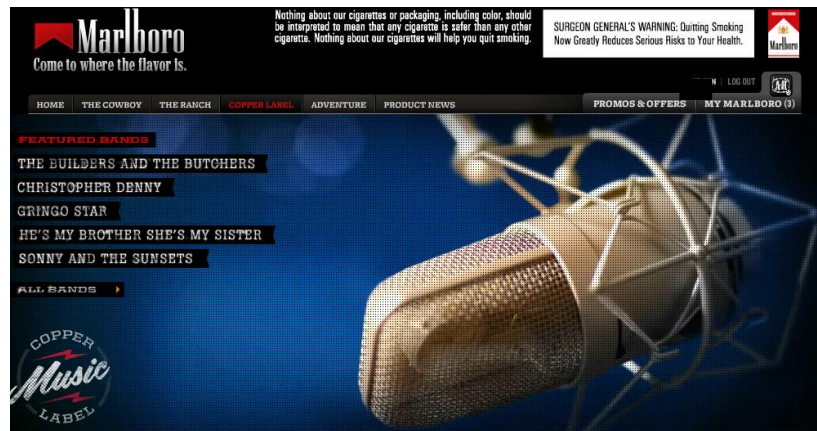 Marlboro
Come to where the flavor is.
Nothing about our cigarettes or packaging, including color, should
be interpreted to mean that any cigarette is safer than any other
cigarette. Nothing about our cigarettes will help you quit smoking.
SURGEON GENERAL'S WARNING: Quitting Smoking
Now Greatly Reduces Serious Risks to Your Health.
Marlboro
LOG OUT
HOME THE COWBOY THE RANCH COPPER LABEL ADVENTURE PRODUCT NEWS PROMOS & OFFERS MY MARLBORO (3)
FEATURED BANDS
THE BUILDERS AND THE BUTCHERS
CHRISTOPHER DENNY
GRINGO STAR
HE'S MY BROTHER SHE'S MY SISTER
SONNY AND THE SUNSETS
ALL BANDS
COPPER
Music
LABEL